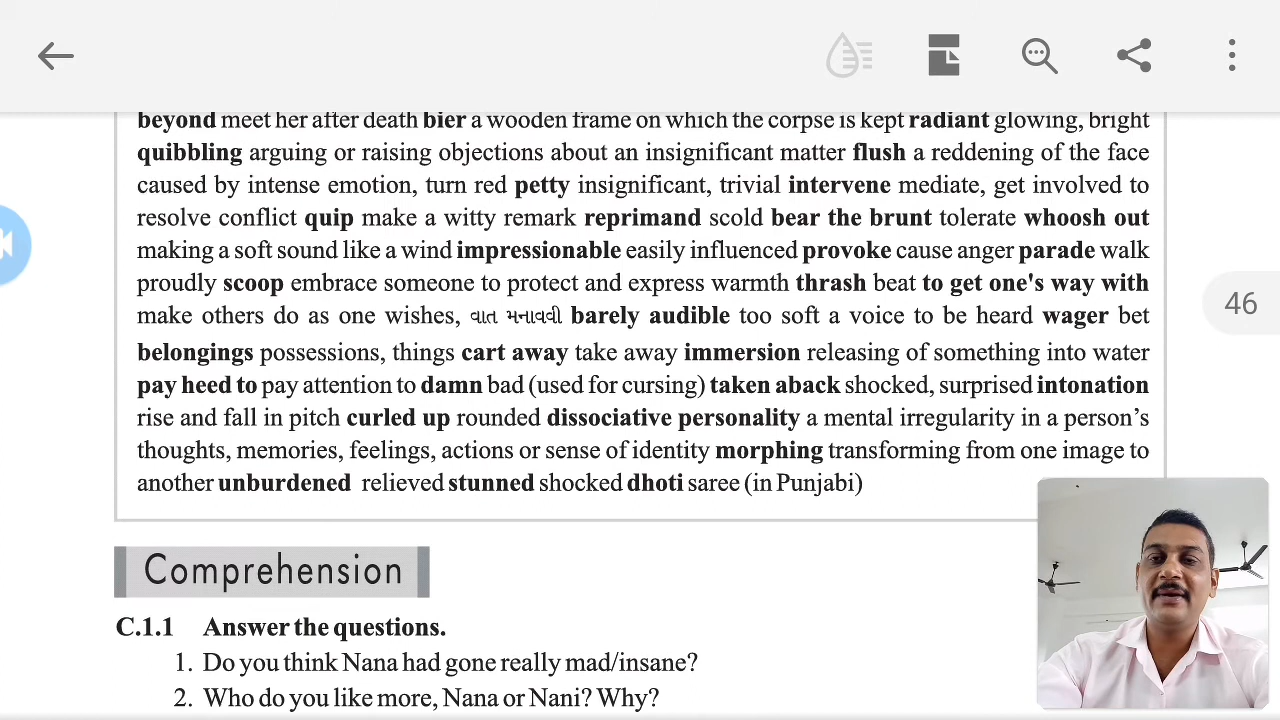 beyond meet her after death bier a wooden frame on which the corpse is kept radiant glowing, bright
quibbling arguing or raising objections about an insignificant matter flush a reddening of the face
caused by intense emotion, turn red petty insignificant, trivial intervene mediate, get involved to
resolve conflict quip make a witty remark reprimand scold bear the brunt tolerate whoosh out
making a soft sound like a wind impressionable easily influenced provoke cause anger parade walk
proudly scoop embrace someone to protect and express warmth thrash beat to get one's way with
make others do as one wishes, વાત મનાવવી barely audible too soft a voice to be heard wager bet
belongings possessions, things cart away take away immersion releasing of something into water
pay heed to pay attention to damn bad (used for cursing) taken aback shocked, surprised intonation
rise and fall in pitch curled up rounded dissociative personality a mental irregularity in a person’s
thoughts, memories, feelings, actions or sense of identity morphing transforming from one image to
another unburdened relieved stunned shocked dhoti saree (in Punjabi)
46
Comprehension
C.1.1 Answer the questions.
1. Do you think Nana had gone really mad/insane?
2. Who do you like more, Nana or Nani? Why?